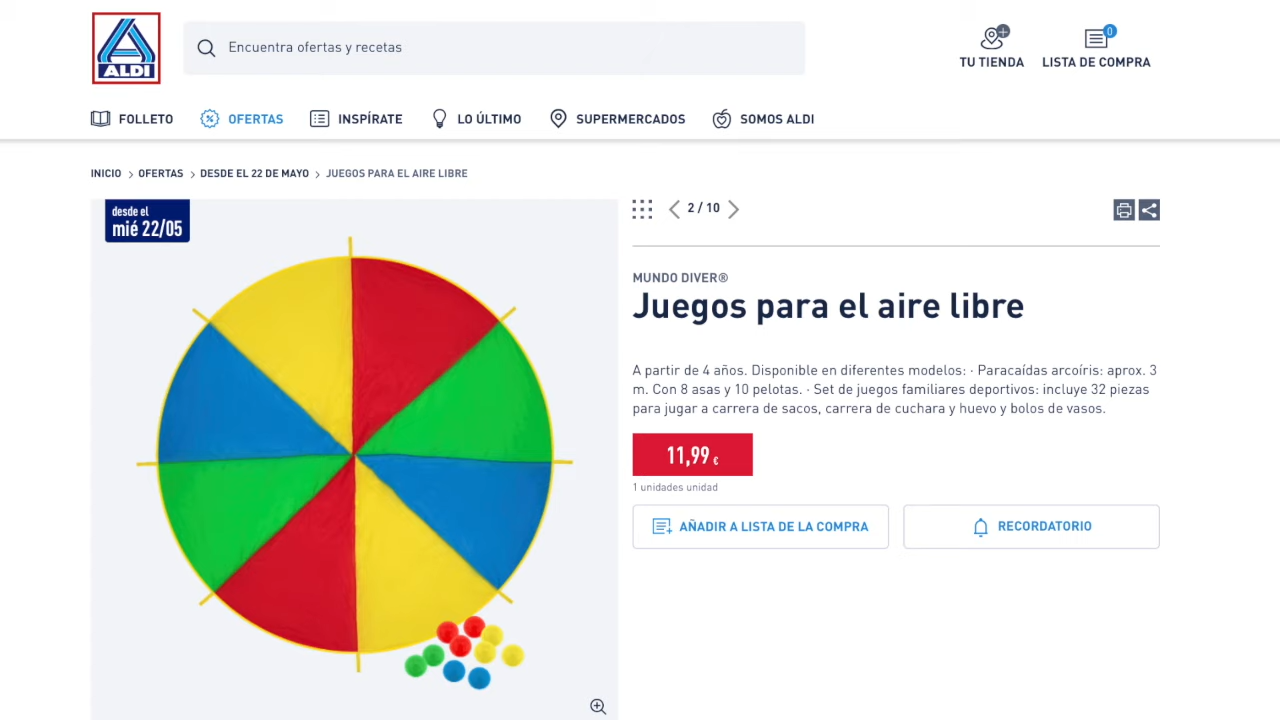 ALDI
Encuentra ofertas y recetas
0
TU TIENDA
LISTA DE COMPRA
FOLLETO
OFERTAS
INSPÍRATE
LO ÚLTIMO
SUPERMERCADOS
SOMOS ALDI
INICIO > OFERTAS > DESDE EL 22 DE MAYO > JUEGOS PARA EL AIRE LIBRE
desde el
mié 22/05
2 / 10
MUNDO DIVER®
Juegos para el aire libre
A partir de 4 años. Disponible en diferentes modelos: · Paracaídas arcoíris: aprox. 3
m. Con 8 asas y 10 pelotas. · Set de juegos familiares deportivos: incluye 32 piezas
para jugar a carrera de sacos, carrera de cuchara y huevo y bolos de vasos.
11,99 €
1 unidades unidad
AÑADIR A LISTA DE LA COMPRA
RECORDATORIO